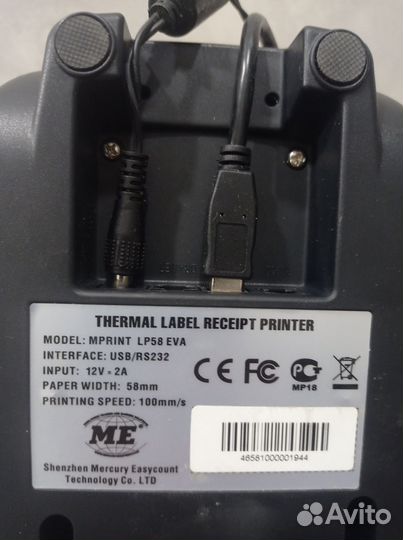 THERMAL LABEL RECEIPT PRINTER
MODEL: MPRINT LP58 EVA
INTERFACE: USB/RS232
INPUT: 12V⎓2A
PAPER WIDTH: 58mm
PRINTING SPEED: 100mm/s
CE FC PG
MP18
ME
Shenzhen Mercury Easycount
Technology Co. LTD
46581000001944
Avito